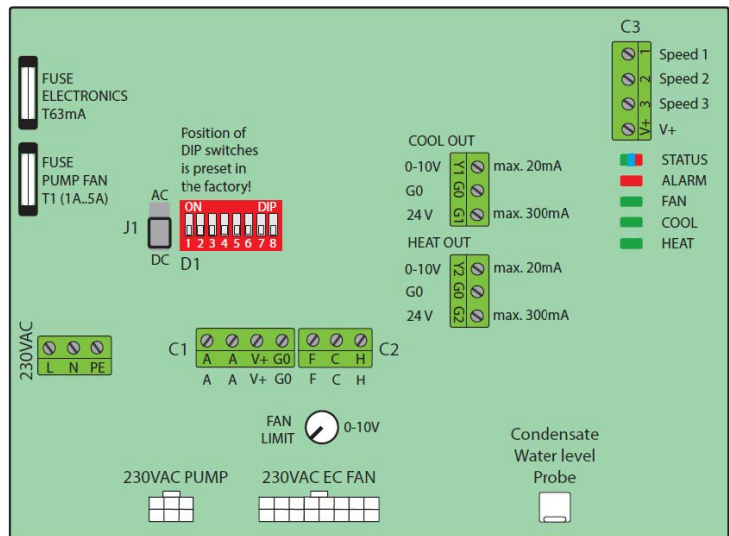 FUSE
ELECTRONICS
T63mA
FUSE
PUMP FAN
T1 (1A..5A)
Position of
DIP switches
is preset in
the factory!
AC
J1
DC
ON DIP
1 2 3 4 5 6 7 8
D1
COOL OUT
0-10V Y1 max. 20mA
G0 G0
24 V G1 max. 300mA
HEAT OUT
0-10V Y2 max. 20mA
G0 G0
24 V G2 max. 300mA
C3
1 Speed 1
2 Speed 2
3 Speed 3
V+ V+
STATUS
ALARM
FAN
COOL
HEAT
230VAC
L N PE
C1
A A V+ G0
A A V+ G0
C2
F C H
F C H
FAN
LIMIT
0-10V
230VAC PUMP
230VAC EC FAN
Condensate
Water level
Probe